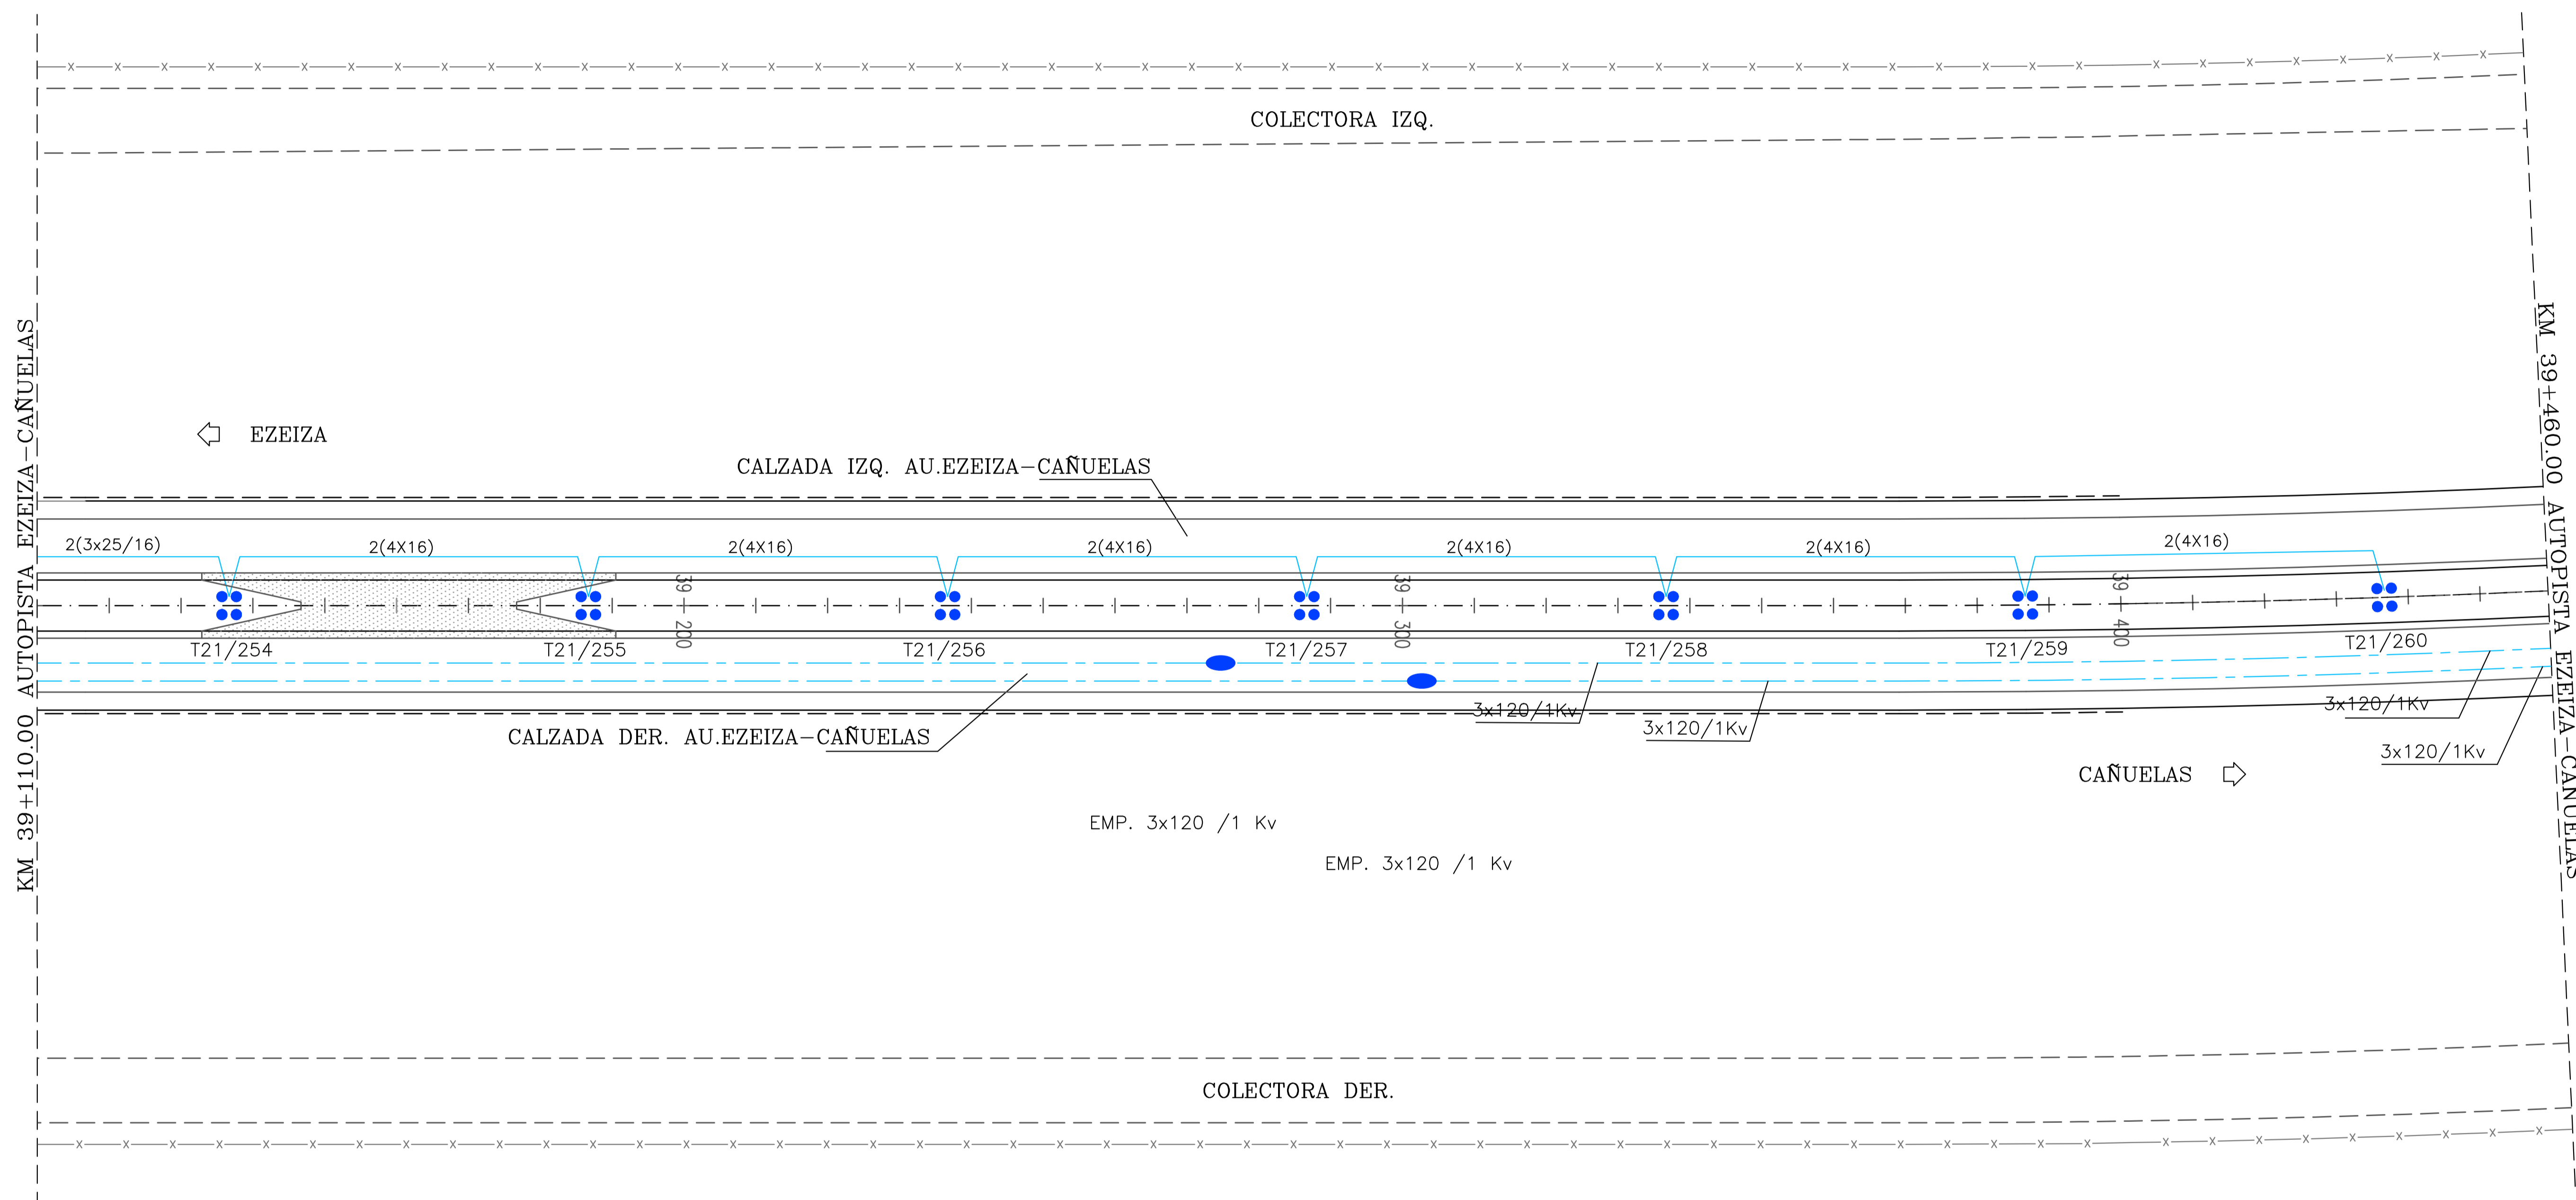 COLECTORA IZQ.
KM 39+110.00 AUTOPISTA EZEIZA-CAÑUELAS
KM 39+460.00 AUTOPISTA EZEIZA-CAÑUELAS
EZEIZA
CALZADA IZQ. AU.EZEIZA-CAÑUELAS
2(3x25/16)
2(4X16)
2(4X16)
2(4X16)
2(4X16)
2(4X16)
2(4X16)
39 200
39 300
39 400
T21/254
T21/255
T21/256
T21/257
T21/258
T21/259
T21/260
3x120/1Kv
3x120/1Kv
3x120/1Kv
3x120/1Kv
CALZADA DER. AU.EZEIZA-CAÑUELAS
CAÑUELAS
EMP. 3x120 /1 Kv
EMP. 3x120 /1 Kv
COLECTORA DER.